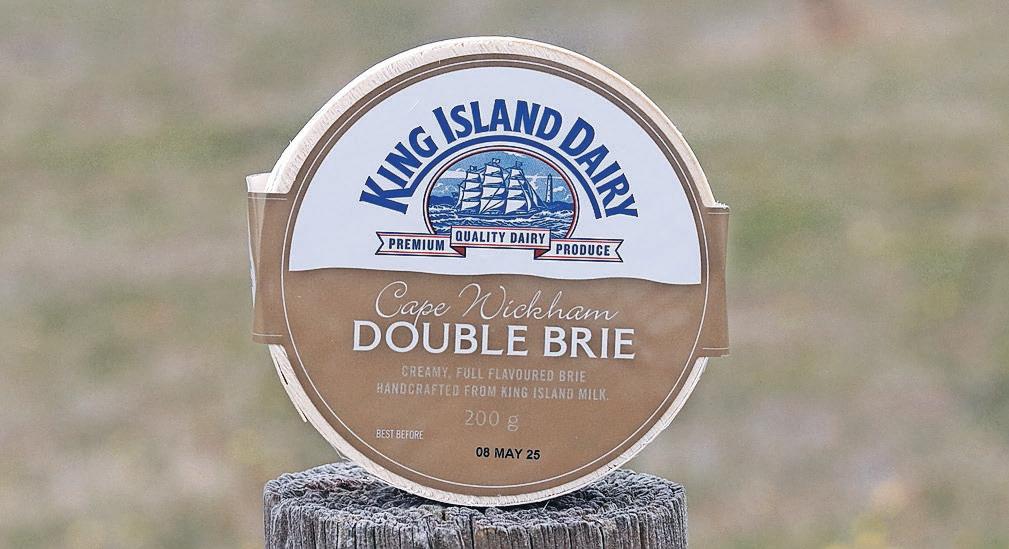 KING ISLAND DAIRY
PREMIUM QUALITY DAIRY PRODUCE
Cape Wickham
DOUBLE BRIE
CREAMY, FULL FLAVOURED BRIE
HANDCRAFTED FROM KING ISLAND MILK.
200 g
BEST BEFORE
08 MAY 25